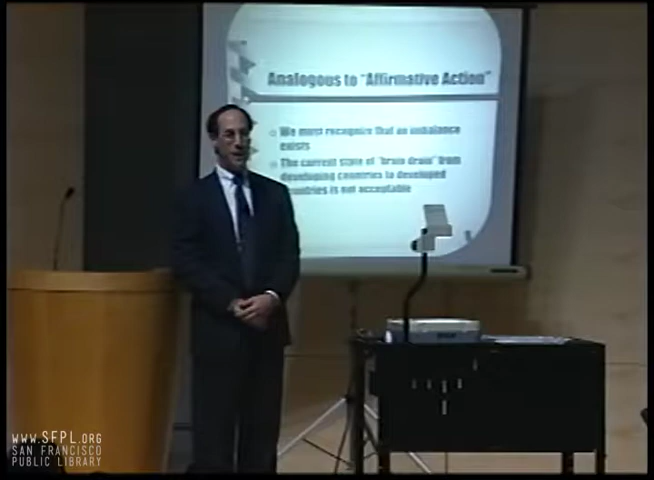 Analogous to "Affirmative Action"
We must recognize that an imbalance
exists
The current state of "brain drain" from
developing countries to developed
countries is not acceptable
WWW.SFPL.ORG
SAN FRANCISCO
PUBLIC LIBRARY